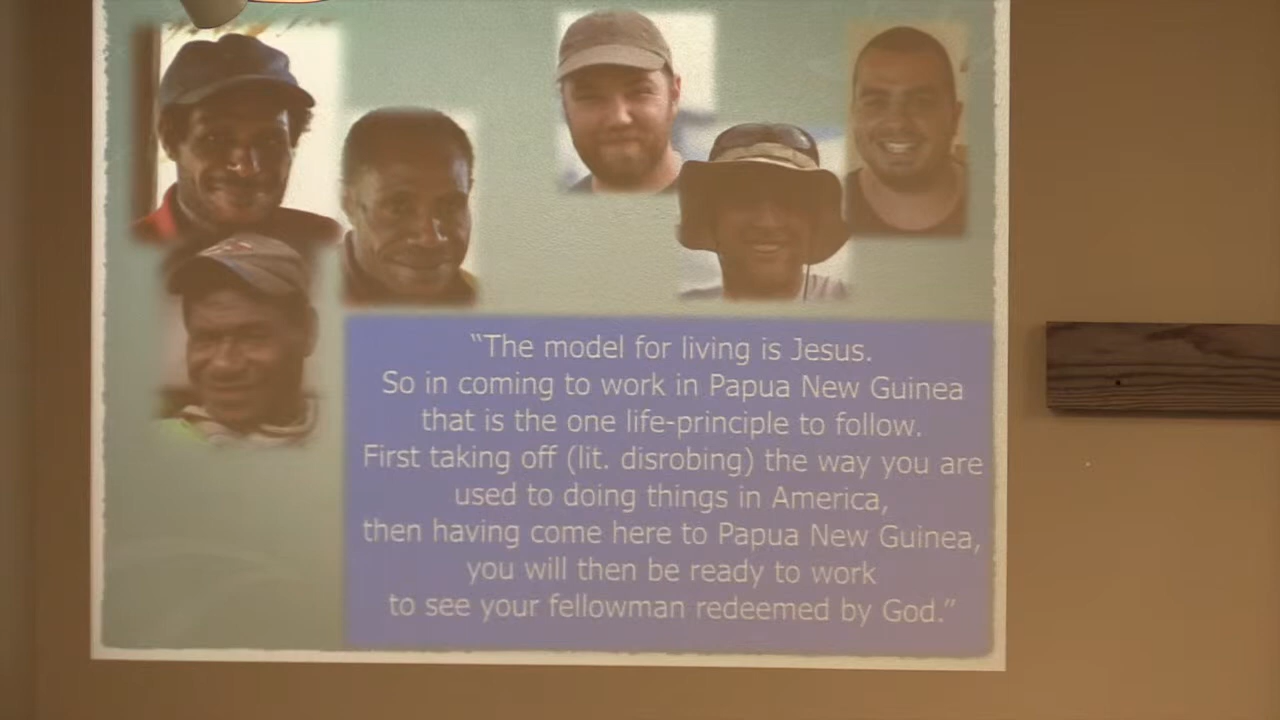 “The model for living is Jesus.
So in coming to work in Papua New Guinea
that is the one life-principle to follow.
First taking off (lit. disrobing) the way you are
used to doing things in America,
then having come here to Papua New Guinea,
you will then be ready to work
to see your fellowman redeemed by God.”